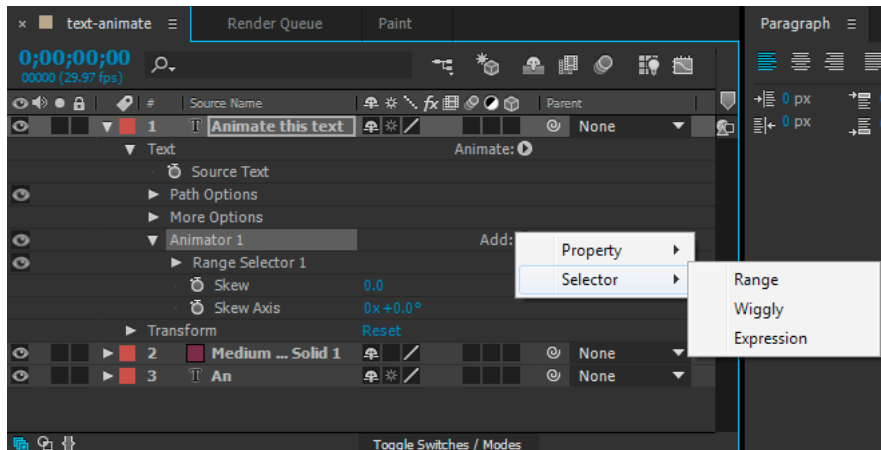 × text-animate ≡ Render Queue Paint Paragraph ≡
0;00;00;00
00000 (29.97 fps)
# Source Name fx Parent
0 px
1 T Animate this text None
0 px
Text Animate:
Source Text
Path Options
More Options
Animator 1 Add:
Property
Range Selector 1
Selector
Range
Skew 0.0
Skew Axis 0x+0.0°
Wiggly
Transform Reset
Expression
2 Medium ... Solid 1 None
3 T An None
Toggle Switches / Modes